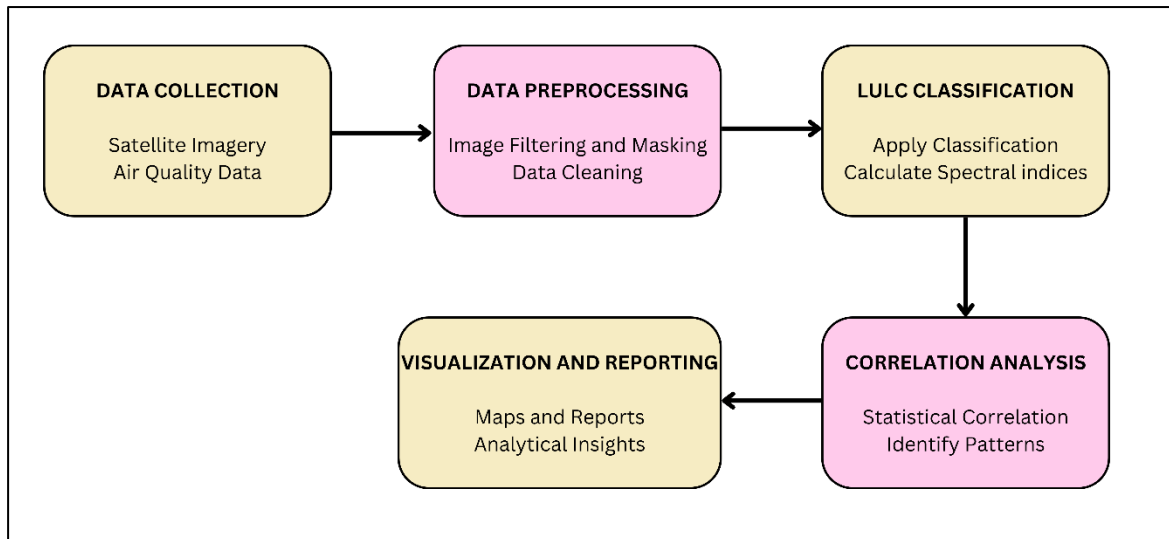 DATA COLLECTION
Satellite Imagery
Air Quality Data
DATA PREPROCESSING
Image Filtering and Masking
Data Cleaning
LULC CLASSIFICATION
Apply Classification
Calculate Spectral indices
CORRELATION ANALYSIS
Statistical Correlation
Identify Patterns
VISUALIZATION AND REPORTING
Maps and Reports
Analytical Insights